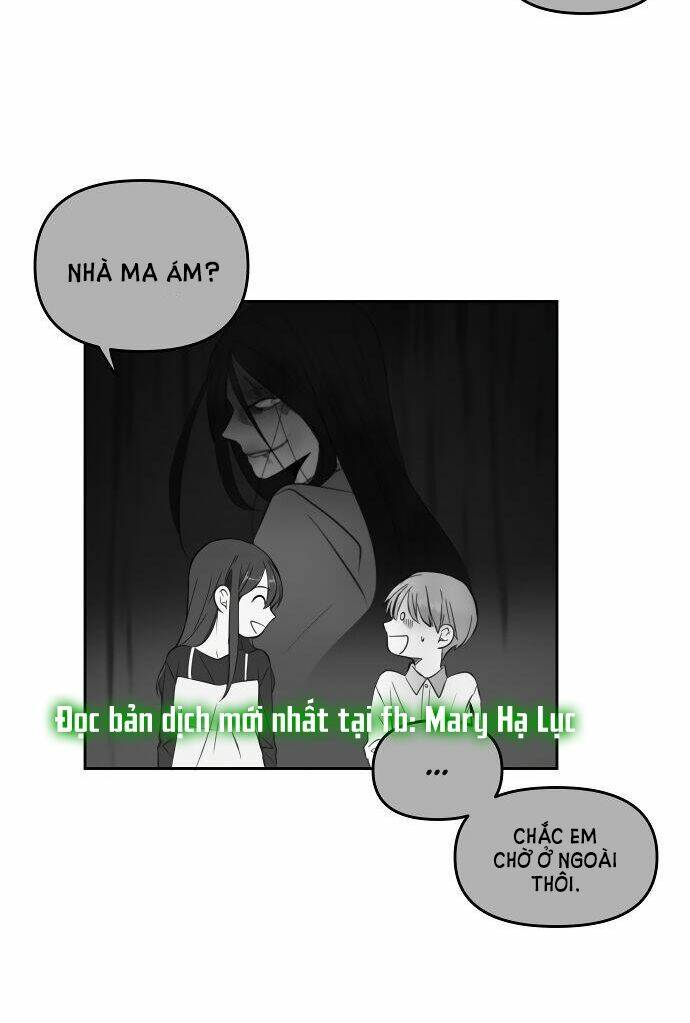 NHÀ MA ÁM?
Đọc bản dịch mới nhất tại fb: Mary Hạ Lục
...
CHẮC EM
CHỜ Ở NGOÀI
THÔI.